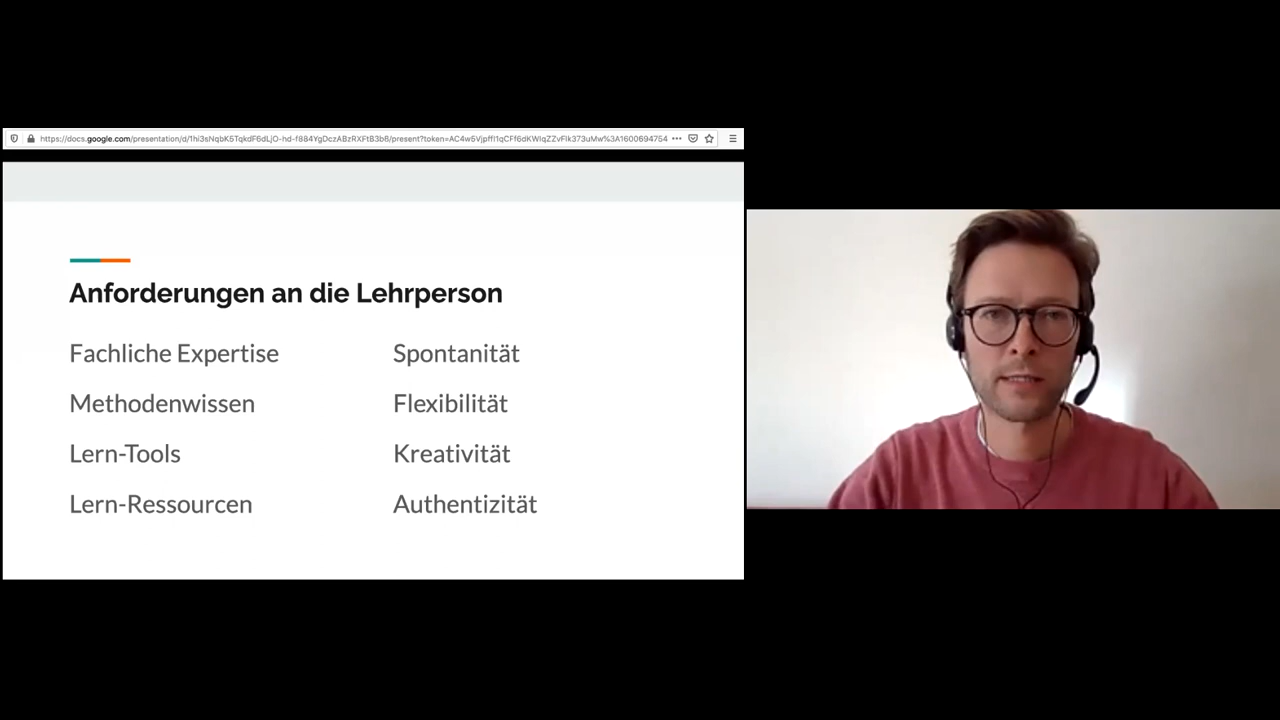 https://docs.google.com/presentation/d/1hi3sNqbK5TqkdF6dLjO-hd-f884YgDczABzRXFtB3b6/present?token=AC4w5Vjpffl1qCFf6dKWIqZZvFlk373uMw%3A1600694754
Anforderungen an die Lehrperson
Fachliche Expertise
Methodenwissen
Lern-Tools
Lern-Ressourcen
Spontanität
Flexibilität
Kreativität
Authentizität